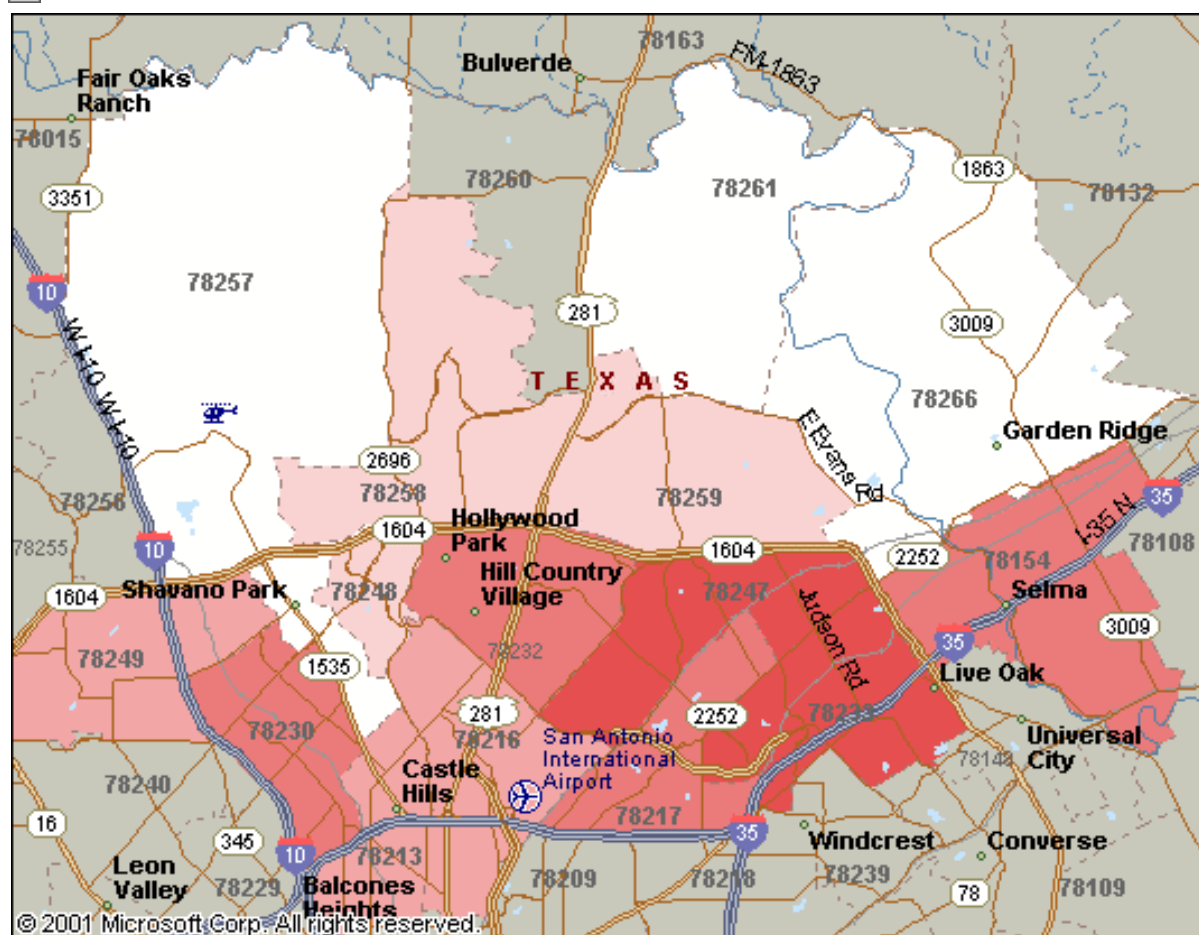 78163
Bulverde
FM-1863
Fair Oaks
Ranch
78015
1863
78260
78261
78132
3351
78257
10
281
3009
W I-10 W I-10
T E X A S
78266
E Evans Rd
Garden Ridge
2696
78256
78258
78259
35
I-35 N
1604
Hollywood
Park
10
78255
1604
2252
78154
78108
Shavano Park
78248
Hill Country
Village
78247
Judson Rd
Selma
1604
3009
78249
1535
78232
35
Live Oak
78230
281
78216
2252
San Antonio
International
Airport
Universal
City
78240
Castle
Hills
16
345
78217
35
Windcrest
Converse
10
78213
Leon
Valley
78229
Balcones
Heights
78209
78218
78239
78
78109
© 2001 Microsoft Corp. All rights reserved.